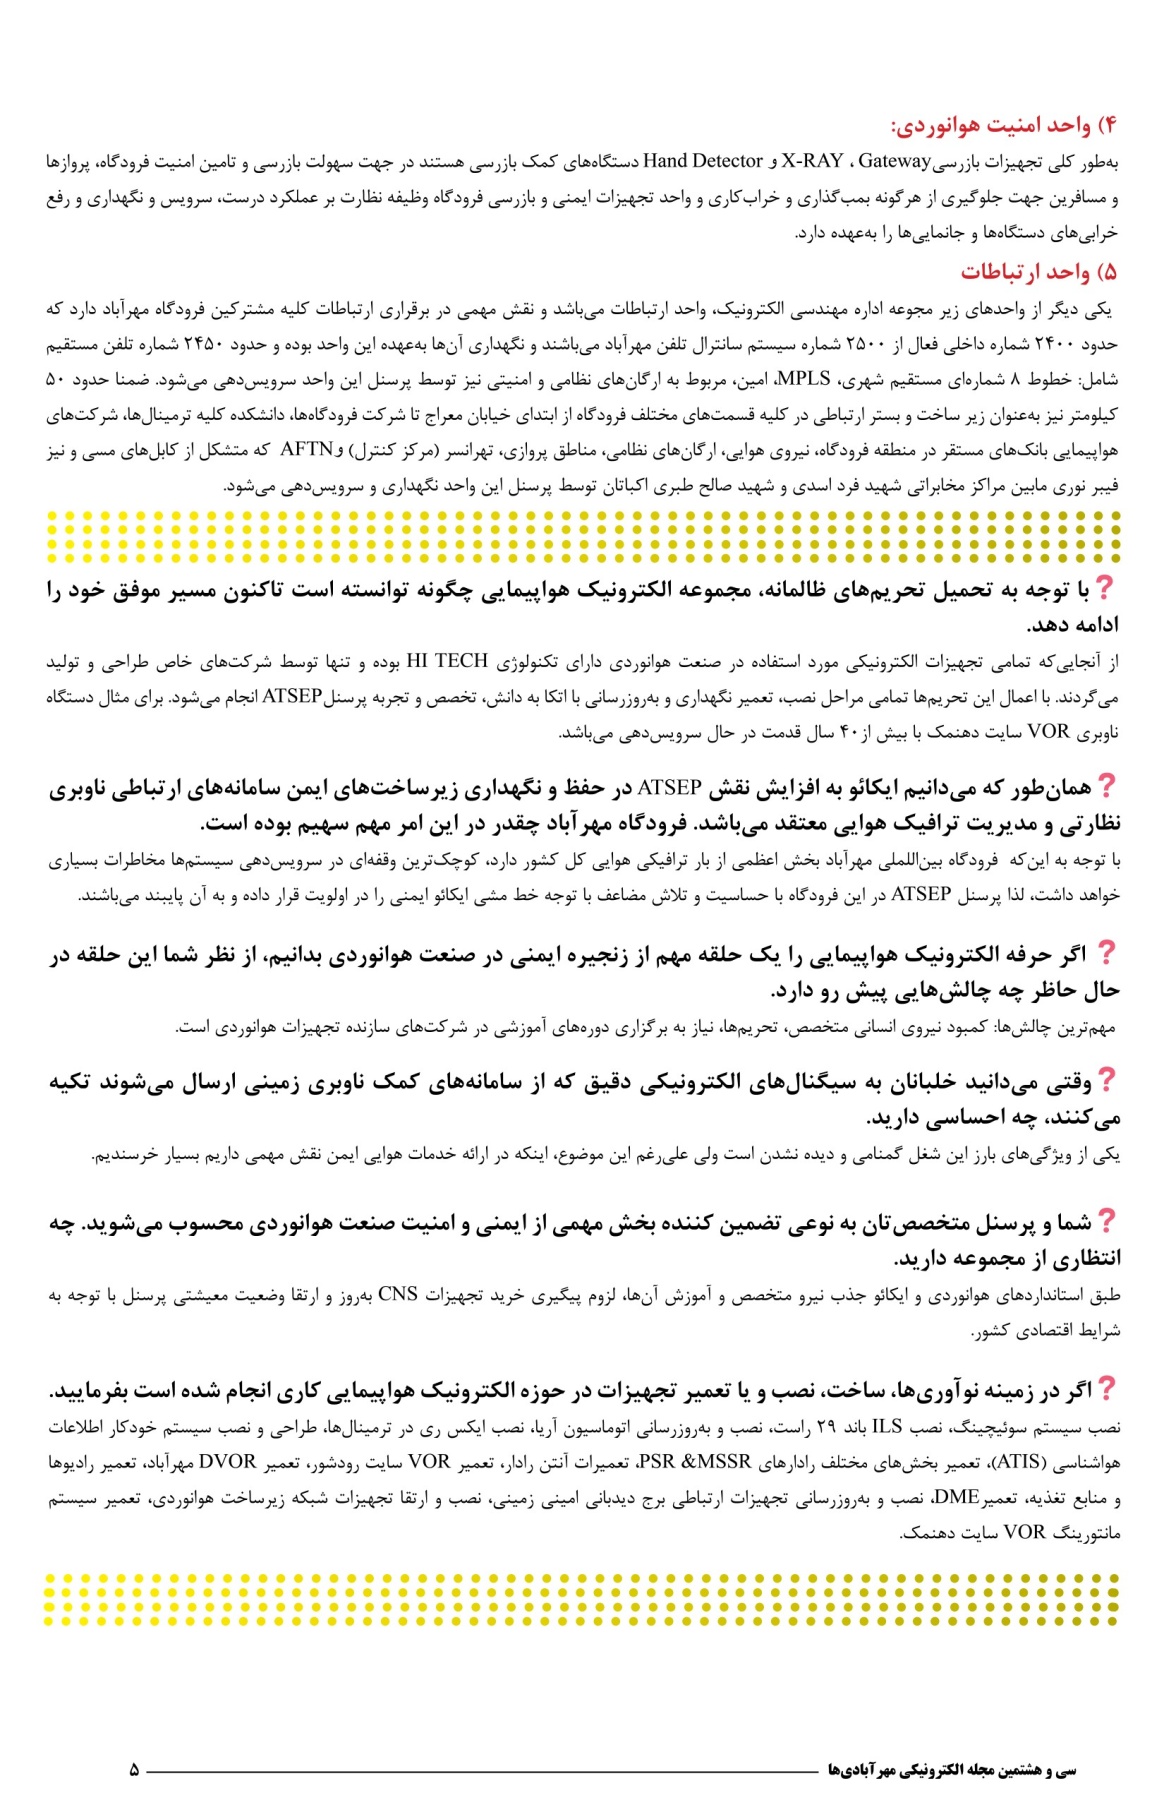 ۴) واحد امنیت هوانوردی:
به‌طور کلی تجهیزات بازرسیX-RAY ، Gateway و Hand Detector دستگاه‌های کمک بازرسی هستند در جهت سهولت بازرسی و تامین امنیت فرودگاه، پروازها
و مسافرین جهت جلوگیری از هرگونه بمب‌گذاری و خراب‌کاری و واحد تجهیزات ایمنی و بازرسی فرودگاه وظیفه نظارت بر عملکرد درست، سرویس و نگهداری و رفع
خرابی‌های دستگاه‌ها و جانمایی‌ها را به‌عهده دارد.
۵) واحد ارتباطات
یکی دیگر از واحدهای زیر مجوعه اداره مهندسی الکترونیک، واحد ارتباطات می‌باشد و نقش مهمی در برقراری ارتباطات کلیه مشترکین فرودگاه مهرآباد دارد که
حدود ۲۴۰۰ شماره داخلی فعال از ۲۵۰۰ شماره سیستم سانترال تلفن مهرآباد می‌باشند و نگهداری آن‌ها به‌عهده این واحد بوده و حدود ۲۴۵۰ شماره تلفن مستقیم
شامل: خطوط ۸ شماره‌ای مستقیم شهری، MPLS، امین، مربوط به ارگان‌های نظامی و امنیتی نیز توسط پرسنل این واحد سرویس‌دهی می‌شود. ضمنا حدود ۵۰
کیلومتر نیز به‌عنوان زیر ساخت و بستر ارتباطی در کلیه قسمت‌های مختلف فرودگاه از ابتدای خیابان معراج تا شرکت فرودگاه‌ها، دانشکده کلیه ترمینال‌ها، شرکت‌های
هواپیمایی بانک‌های مستقر در منطقه فرودگاه، نیروی هوایی، ارگان‌های نظامی، مناطق پروازی، تهرانسر (مرکز کنترل) وAFTN که متشکل از کابل‌های مسی و نیز
فیبر نوری مابین مراکز مخابراتی شهید فرد اسدی و شهید صالح طبری اکباتان توسط پرسنل این واحد نگهداری و سرویس‌دهی می‌شود.
? با توجه به تحمیل تحریم‌های ظالمانه، مجموعه الکترونیک هواپیمایی چگونه توانسته است تاکنون مسیر موفق خود را
ادامه دهد.
از آنجایی‌که تمامی تجهیزات الکترونیکی مورد استفاده در صنعت هوانوردی دارای تکنولوژی HI TECH بوده و تنها توسط شرکت‌های خاص طراحی و تولید
می‌گردند. با اعمال این تحریم‌ها تمامی مراحل نصب، تعمیر نگهداری و به‌روزرسانی با اتکا به دانش، تخصص و تجربه پرسنلATSEP انجام می‌شود. برای مثال دستگاه
ناوبری VOR سایت دهنمک با بیش از۴۰ سال قدمت در حال سرویس‌دهی می‌باشد.
? همان‌طور که می‌دانیم ایکائو به افزایش نقش ATSEP در حفظ و نگهداری زیرساخت‌های ایمن سامانه‌های ارتباطی ناوبری
نظارتی و مدیریت ترافیک هوایی معتقد می‌باشد. فرودگاه مهرآباد چقدر در این امر مهم سهیم بوده است.
با توجه به این‌که فرودگاه بین‌اللملی مهرآباد بخش اعظمی از بار ترافیکی هوایی کل کشور دارد، کوچک‌ترین وقفه‌ای در سرویس‌دهی سیستم‌ها مخاطرات بسیاری
خواهد داشت، لذا پرسنل ATSEP در این فرودگاه با حساسیت و تلاش مضاعف با توجه خط مشی ایکائو ایمنی را در اولویت قرار داده و به آن پایبند می‌باشند.
? اگر حرفه الکترونیک هواپیمایی را یک حلقه مهم از زنجیره ایمنی در صنعت هوانوردی بدانیم، از نظر شما این حلقه در
حال حاظر چه چالش‌هایی پیش رو دارد.
مهم‌ترین چالش‌ها: کمبود نیروی انسانی متخصص، تحریم‌ها، نیاز به برگزاری دوره‌های آموزشی در شرکت‌های سازنده تجهیزات هوانوردی است.
? وقتی می‌دانید خلبانان به سیگنال‌های الکترونیکی دقیق که از سامانه‌های کمک ناوبری زمینی ارسال می‌شوند تکیه
می‌کنند، چه احساسی دارید.
یکی از ویژگی‌های بارز این شغل گمنامی و دیده نشدن است ولی علی‌رغم این موضوع، اینکه در ارائه خدمات هوایی ایمن نقش مهمی داریم بسیار خرسندیم.
? شما و پرسنل متخصص‌تان به نوعی تضمین کننده بخش مهمی از ایمنی و امنیت صنعت هوانوردی محسوب می‌شوید. چه
انتظاری از مجموعه دارید.
طبق استانداردهای هوانوردی و ایکائو جذب نیرو متخصص و آموزش آن‌ها، لزوم پیگیری خرید تجهیزات CNS به‌روز و ارتقا وضعیت معیشتی پرسنل با توجه به
شرایط اقتصادی کشور.
? اگر در زمینه نوآوری‌ها، ساخت، نصب و یا تعمیر تجهیزات در حوزه الکترونیک هواپیمایی کاری انجام شده است بفرمایید.
نصب سیستم سوئیچینگ، نصب ILS باند ۲۹ راست، نصب و به‌روزرسانی اتوماسیون آریا، نصب ایکس ری در ترمینال‌ها، طراحی و نصب سیستم خودکار اطلاعات
هواشناسی (ATIS)، تعمیر بخش‌های مختلف رادارهای PSR &MSSR، تعمیرات آنتن رادار، تعمیر VOR سایت رودشور، تعمیر DVOR مهرآباد، تعمیر رادیوها
و منابع تغذیه، تعمیرDME، نصب و به‌روزرسانی تجهیزات ارتباطی برج دیدبانی امینی زمینی، نصب و ارتقا تجهیزات شبکه زیرساخت هوانوردی، تعمیر سیستم
مانتورینگ VOR سایت دهنمک.
سی و هشتمین مجله الکترونیکی مهرآبادی‌ها ۵